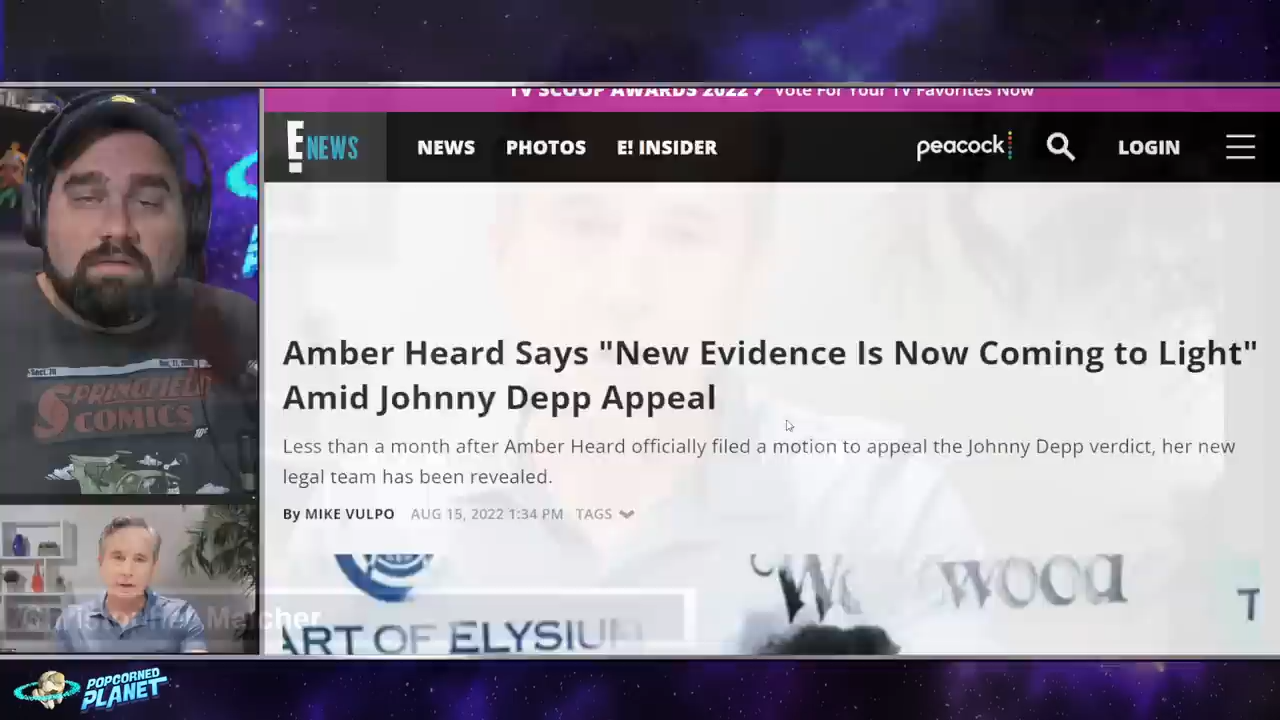 TV SCOOP AWARDS 2022 Vote For Your TV Favorites Now
E! NEWS
NEWS PHOTOS E! INSIDER peacock LOGIN
Amber Heard Says "New Evidence Is Now Coming to Light"
Amid Johnny Depp Appeal
Less than a month after Amber Heard officially filed a motion to appeal the Johnny Depp verdict, her new
legal team has been revealed.
By MIKE VULPO AUG 15, 2022 1:34 PM TAGS
SPRINGFIELD
COMICS
ART OF ELYSIUM
POPCORNED
PLANET